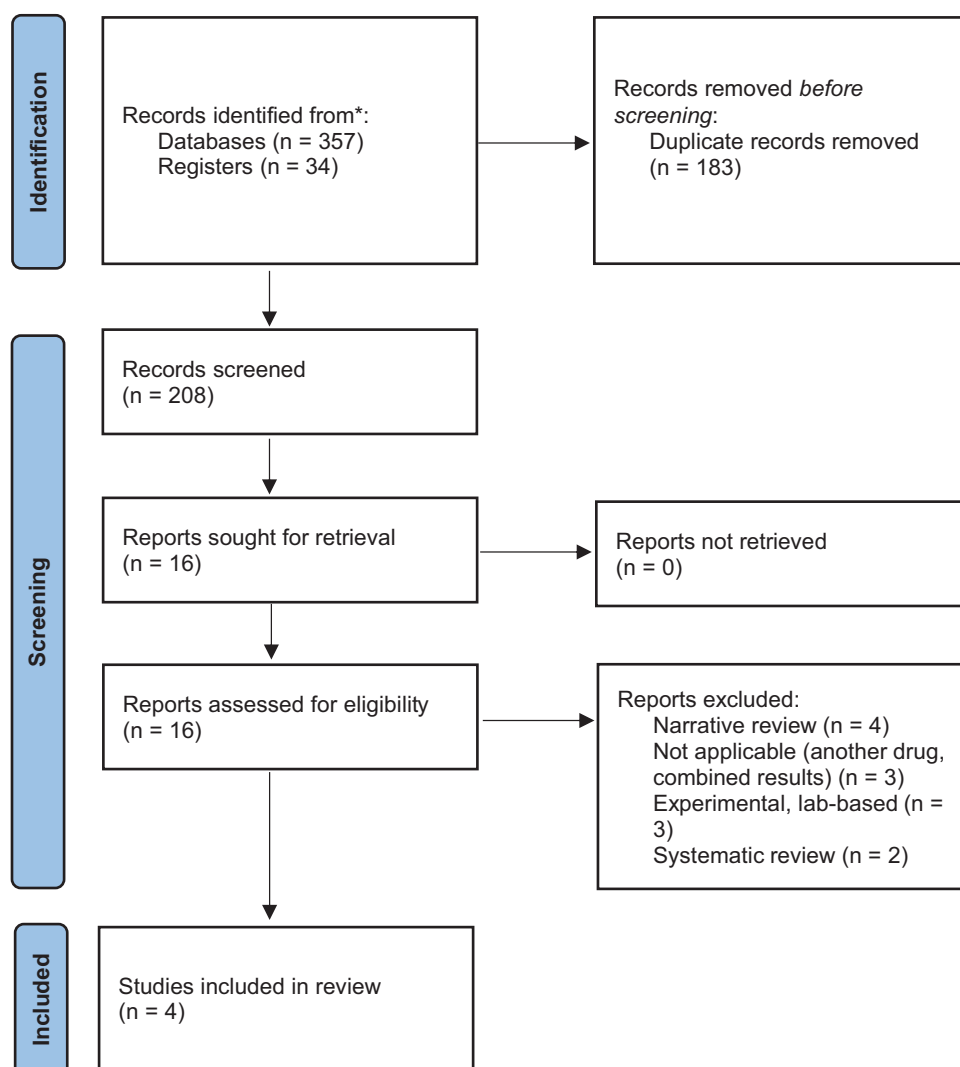 Identification
Records identified from*:
Databases (n = 357)
Registers (n = 34)
Records removed before
screening:
Duplicate records removed
(n = 183)
Screening
Records screened
(n = 208)
Reports sought for retrieval
(n = 16)
Reports not retrieved
(n = 0)
Reports assessed for eligibility
(n = 16)
Reports excluded:
Narrative review (n = 4)
Not applicable (another drug,
combined results) (n = 3)
Experimental, lab-based (n =
3)
Systematic review (n = 2)
Included
Studies included in review
(n = 4)